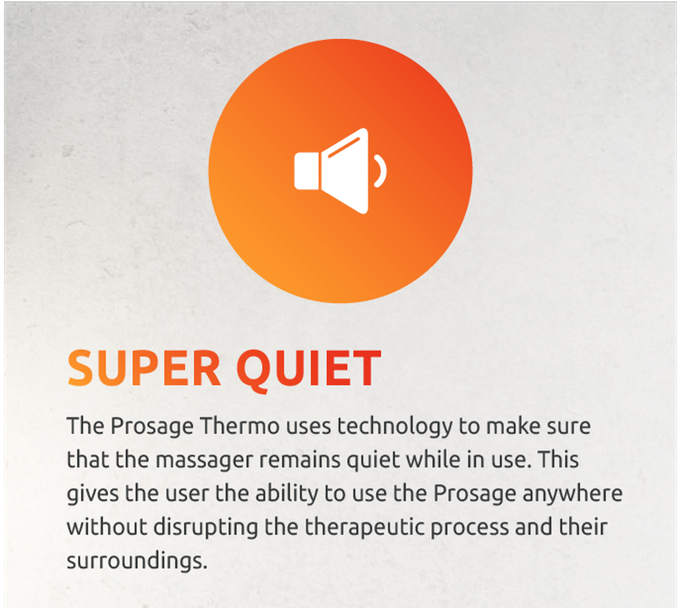 SUPER QUIET
The Prosage Thermo uses technology to make sure
that the massager remains quiet while in use. This
gives the user the ability to use the Prosage anywhere
without disrupting the therapeutic process and their
surroundings.